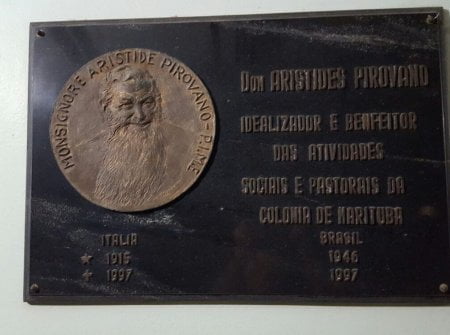 MONSIGNORE ARISTIDE PIROVANO - P.I.M.E
Dom ARISTIDES PIROVANO
IDEALIZADOR E BENFEITOR
DAS ATIVIDADES
SOCIAIS E PASTORAIS DA
COLONIA DE MARITUBA
ITALIA
★ 1915
✝ 1997
BRASIL
1946
1997